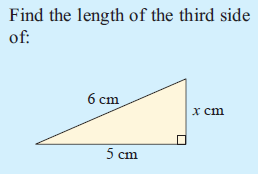 Find the length of the third side
of:
6 cm
x cm
5 cm